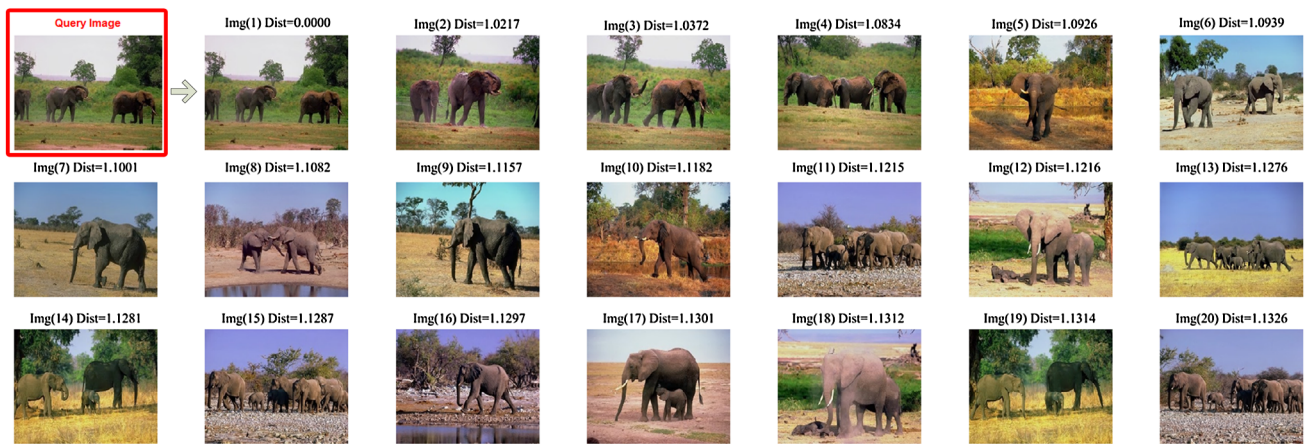 Query Image
Img(1) Dist=0.0000
Img(2) Dist=1.0217
Img(3) Dist=1.0372
Img(4) Dist=1.0834
Img(5) Dist=1.0926
Img(6) Dist=1.0939
Img(7) Dist=1.1001
Img(8) Dist=1.1082
Img(9) Dist=1.1157
Img(10) Dist=1.1182
Img(11) Dist=1.1215
Img(12) Dist=1.1216
Img(13) Dist=1.1276
Img(14) Dist=1.1281
Img(15) Dist=1.1287
Img(16) Dist=1.1297
Img(17) Dist=1.1301
Img(18) Dist=1.1312
Img(19) Dist=1.1314
Img(20) Dist=1.1326